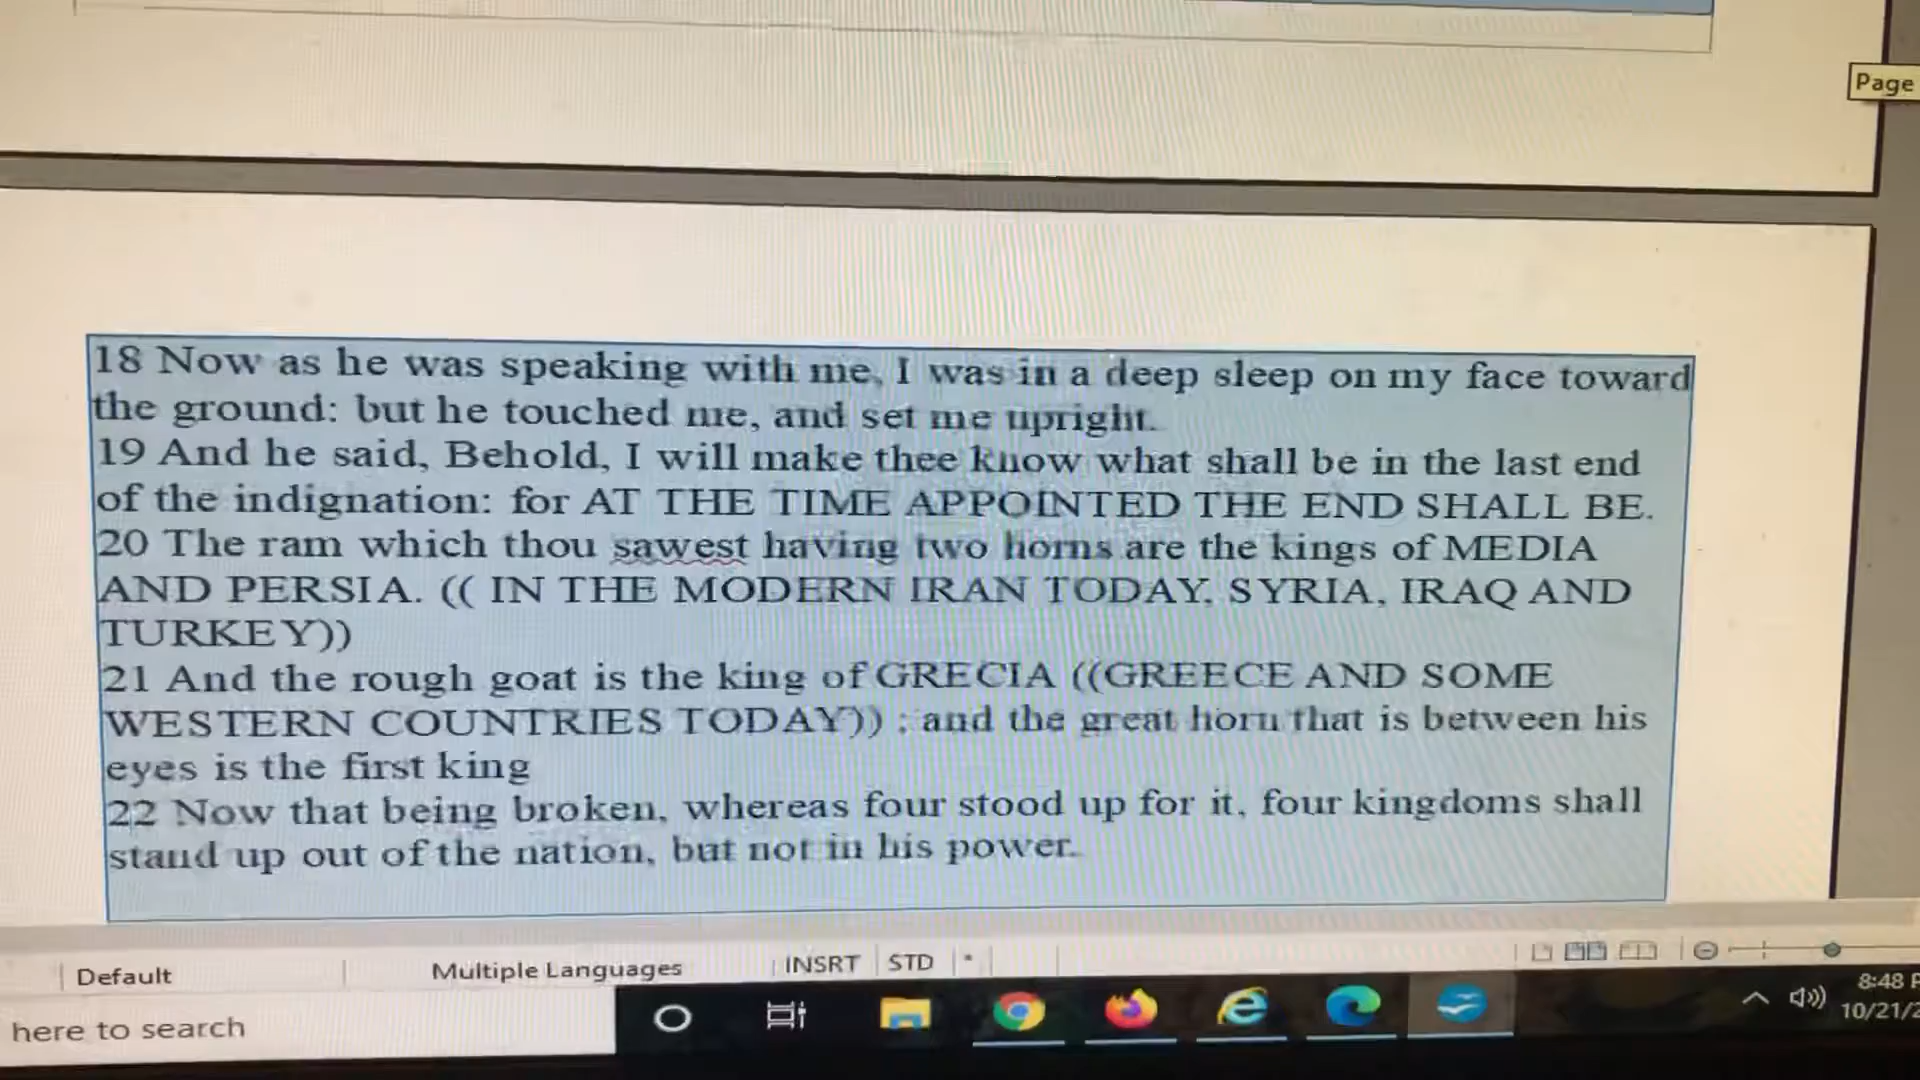 Page
18 Now as he was speaking with me, I was in a deep sleep on my face toward
the ground: but he touched me, and set me upright.
19 And he said, Behold, I will make thee know what shall be in the last end
of the indignation: for AT THE TIME APPOINTED THE END SHALL BE.
20 The ram which thou sawest having two horns are the kings of MEDIA
AND PERSIA. (( IN THE MODERN IRAN TODAY, SYRIA, IRAQ AND
TURKEY))
21 And the rough goat is the king of GRECIA ((GREECE AND SOME
WESTERN COUNTRIES TODAY)) ; and the great horn that is between his
eyes is the first king
22 Now that being broken, whereas four stood up for it, four kingdoms shall
stand up out of the nation, but not in his power.
Default Multiple Languages INSRT STD *
8:48 P
here to search
10/21/2